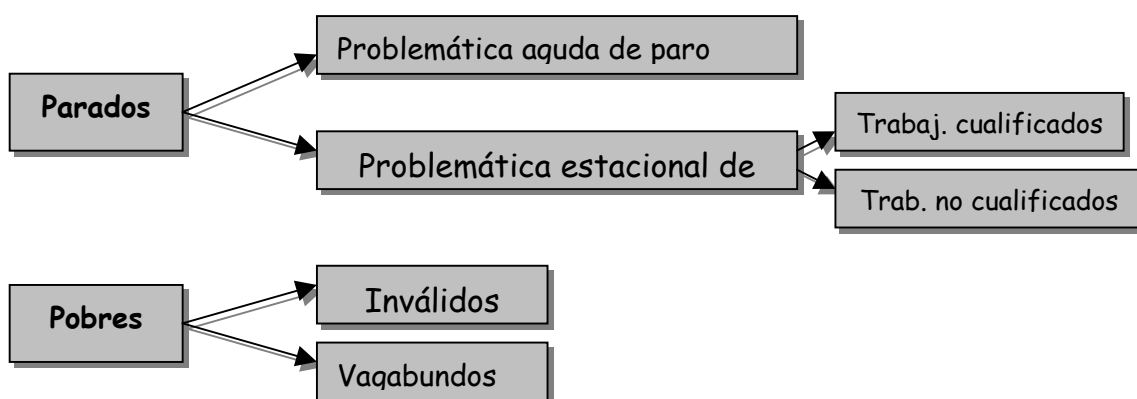 Problemática aguda de paro
Parados
Trabaj. cualificados
Problemática estacional de
Trab. no cualificados
Inválidos
Pobres
Vagabundos